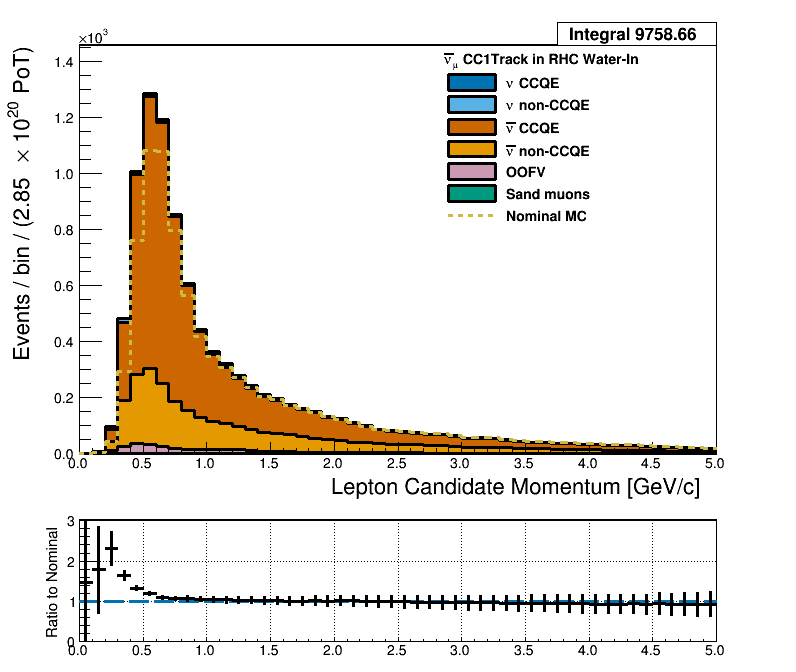 Integral 9758.66
×10³
ν̅μ CC1Track in RHC Water-In
ν CCQE
ν non-CCQE
ν̅ CCQE
ν̅ non-CCQE
OOFV
Sand muons
Nominal MC
Events / bin / (2.85 × 10²⁰ PoT)
1.4
1.2
1.0
0.8
0.6
0.4
0.2
0.0
0.0 0.5 1.0 1.5 2.0 2.5 3.0 3.5 4.0 4.5 5.0
Lepton Candidate Momentum [GeV/c]
Ratio to Nominal
3
2
1
0
0.0 0.5 1.0 1.5 2.0 2.5 3.0 3.5 4.0 4.5 5.0